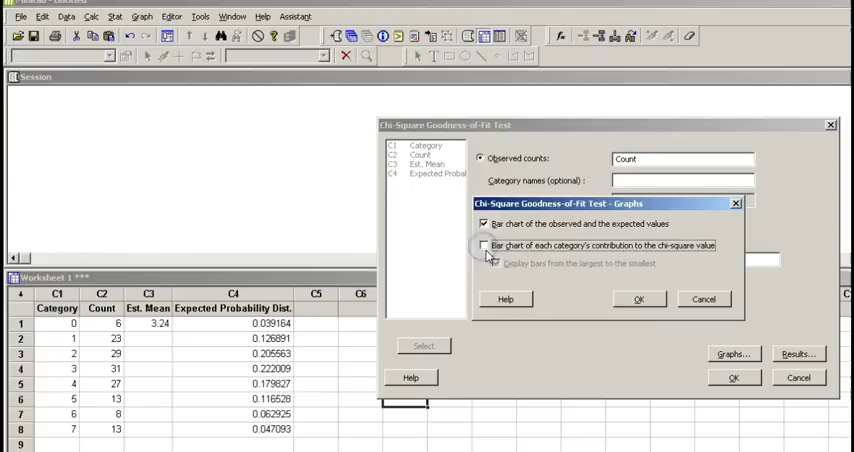 Minitab - Untitled
File Edit Data Calc Stat Graph Editor Tools Window Help Assistant
Session
Chi-Square Goodness-of-Fit Test
C1 Category
C2 Count
C3 Est. Mean
C4 Expected Proba
Observed counts: Count
Category names (optional) :
Chi-Square Goodness-of-Fit Test - Graphs
Bar chart of the observed and the expected values
Bar chart of each category's contribution to the chi-square value
Display bars from the largest to the smallest
Help OK Cancel
Select
Graphs... Results...
Help OK Cancel
Worksheet 1 ***
C1 C2 C3 C4 C5 C6
Category Count Est. Mean Expected Probability Dist.
1 0 6 3.24 0.039164
2 1 23 0.126891
3 2 29 0.205563
4 3 31 0.222009
5 4 27 0.179827
6 5 13 0.116528
7 6 8 0.062925
8 7 13 0.047093
9